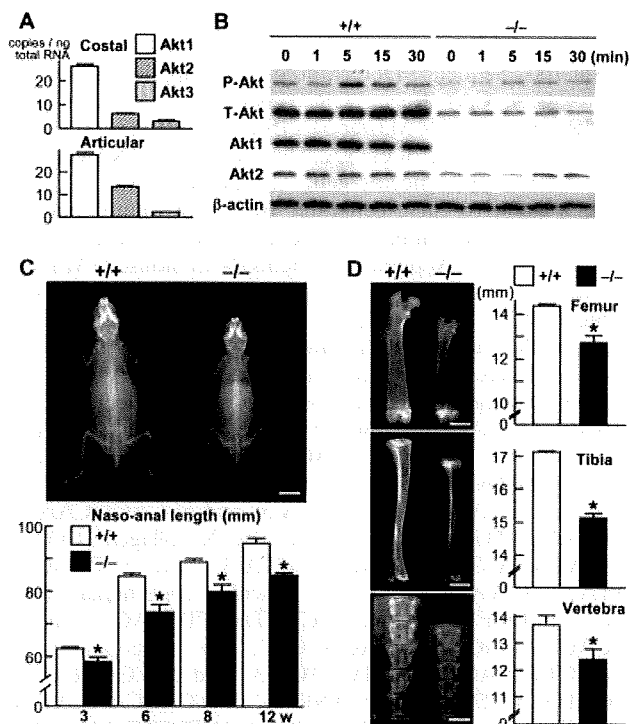 A
copies / ng
total RNA
Costal
Akt1
Akt2
Akt3
20
10
0
Articular
20
10
0
B
+/+ −/−
0 1 5 15 30 0 1 5 15 30 (min)
P-Akt
T-Akt
Akt1
Akt2
β-actin
C
+/+ −/−
Naso-anal length (mm)
+/+
−/−
100
80
60
0
* * * *
3 6 8 12 w
D
+/+ −/−
+/+ −/−
(mm)
Femur
14
*
12
10
0
Tibia
17
16
*
15
15
0
Vertebra
14
13
*
12
12
0